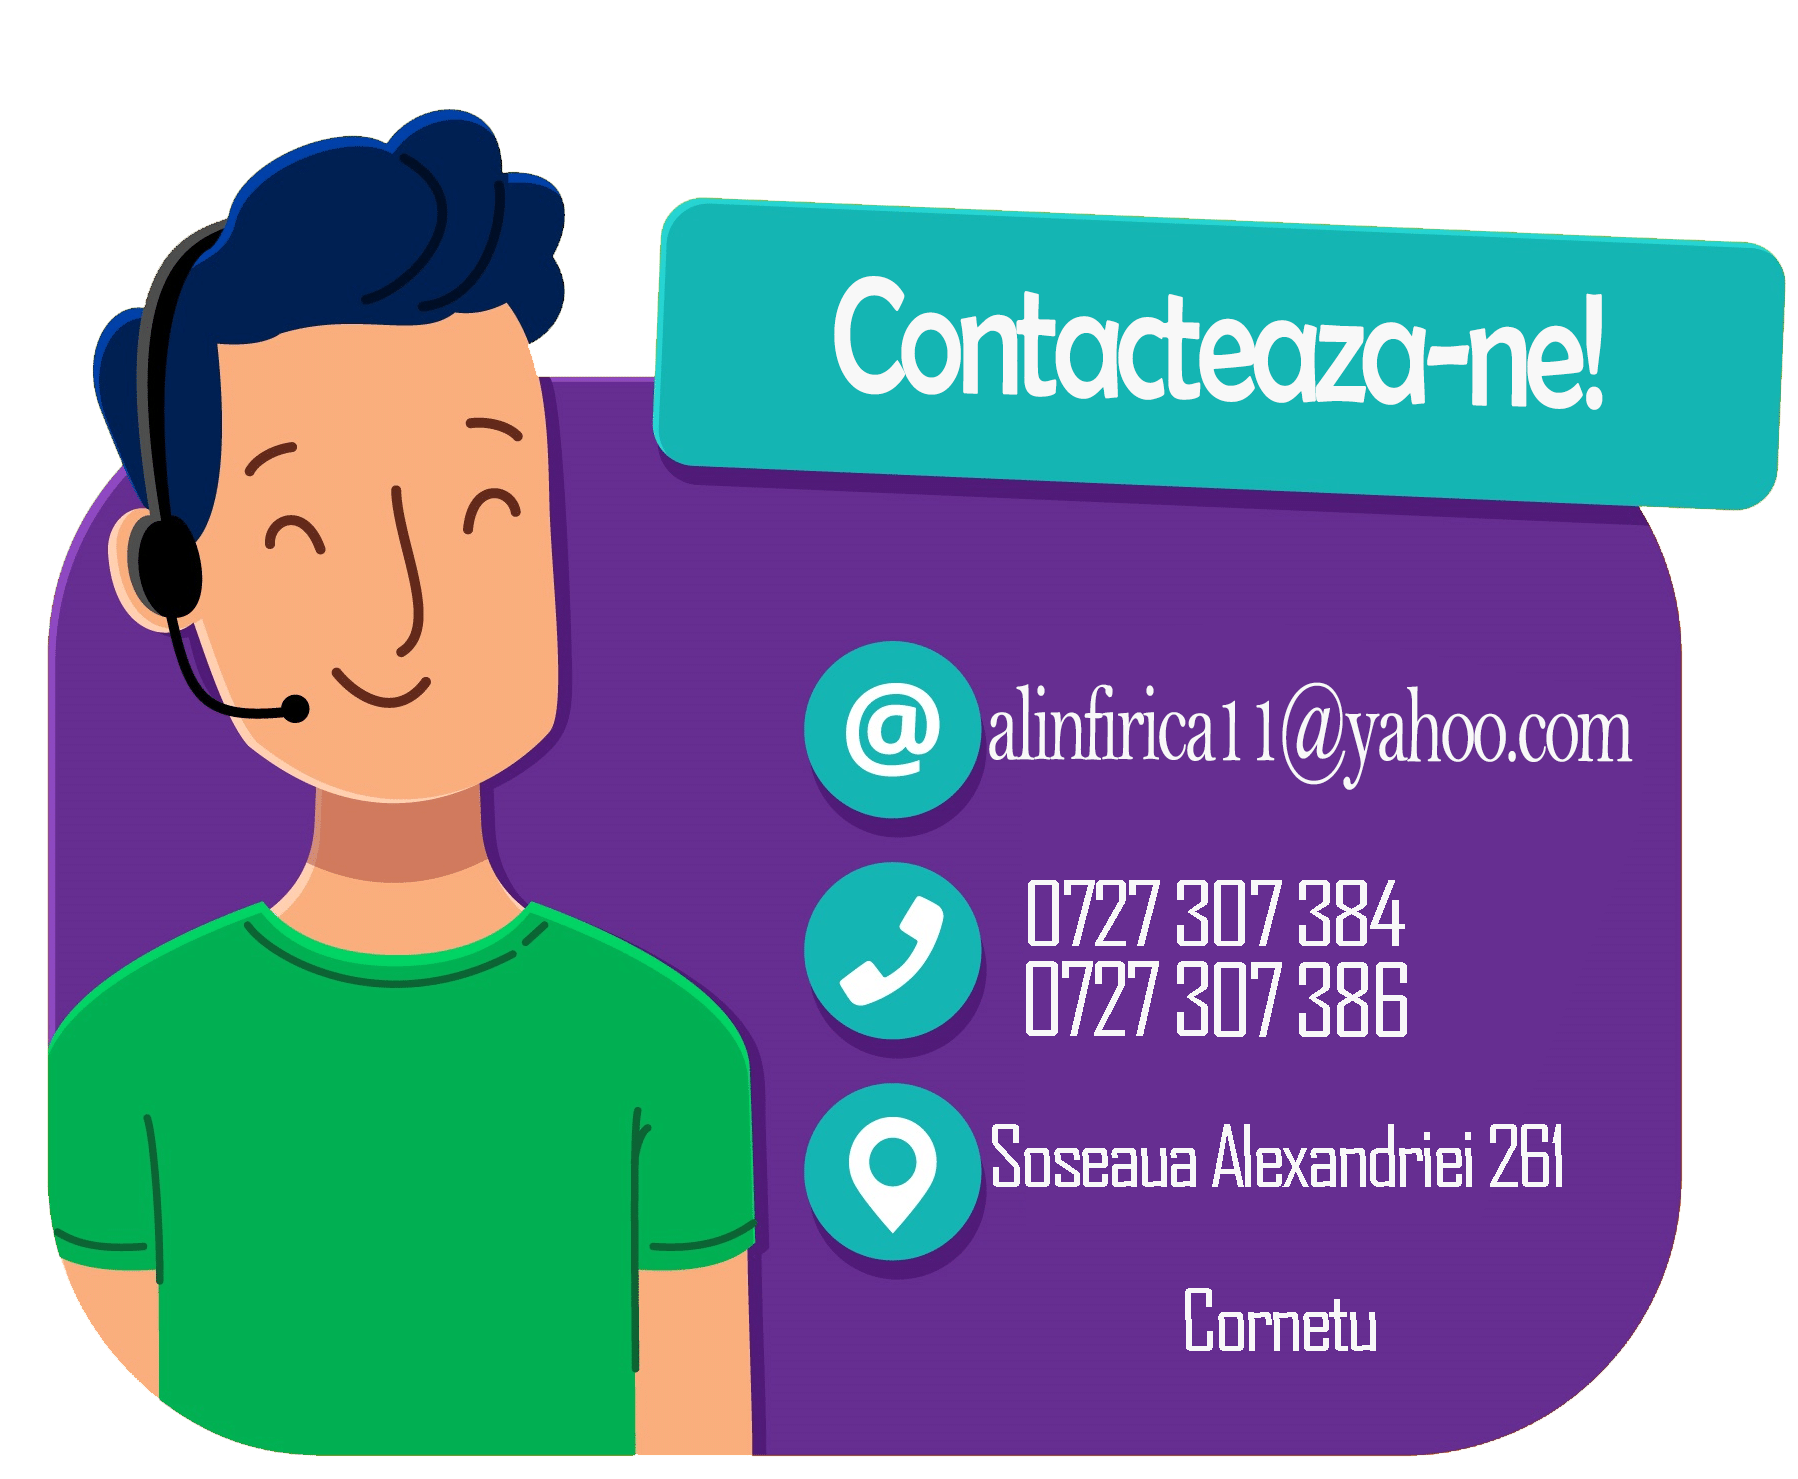 Contacteaza-ne!
alinfirica11@yahoo.com
0727 307 384
0727 307 386
Soseaua Alexandriei 261
Cornetu